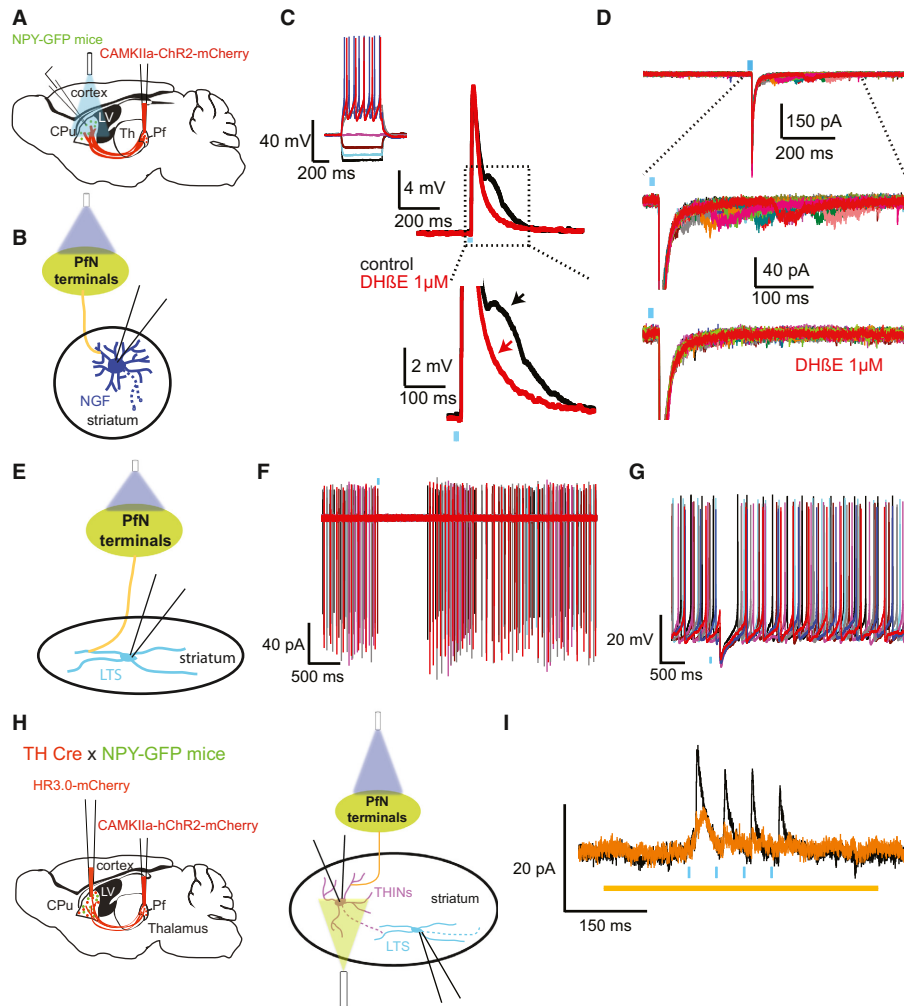 A
NPY-GFP mice
CAMKIIa-ChR2-mCherry
cortex
LV
CPu
Th
Pf
B
PfN
terminals
NGF
striatum
C
40 mV
200 ms
4 mV
200 ms
control
DHßE 1µM
2 mV
100 ms
D
150 pA
200 ms
40 pA
100 ms
DHßE 1µM
E
PfN
terminals
striatum
LTS
F
40 pA
500 ms
G
20 mV
500 ms
H
TH Cre x NPY-GFP mice
HR3.0-mCherry
CAMKIIa-hChR2-mCherry
cortex
LV
CPu
Pf
Thalamus
PfN
terminals
THINs
striatum
LTS
I
20 pA
150 ms